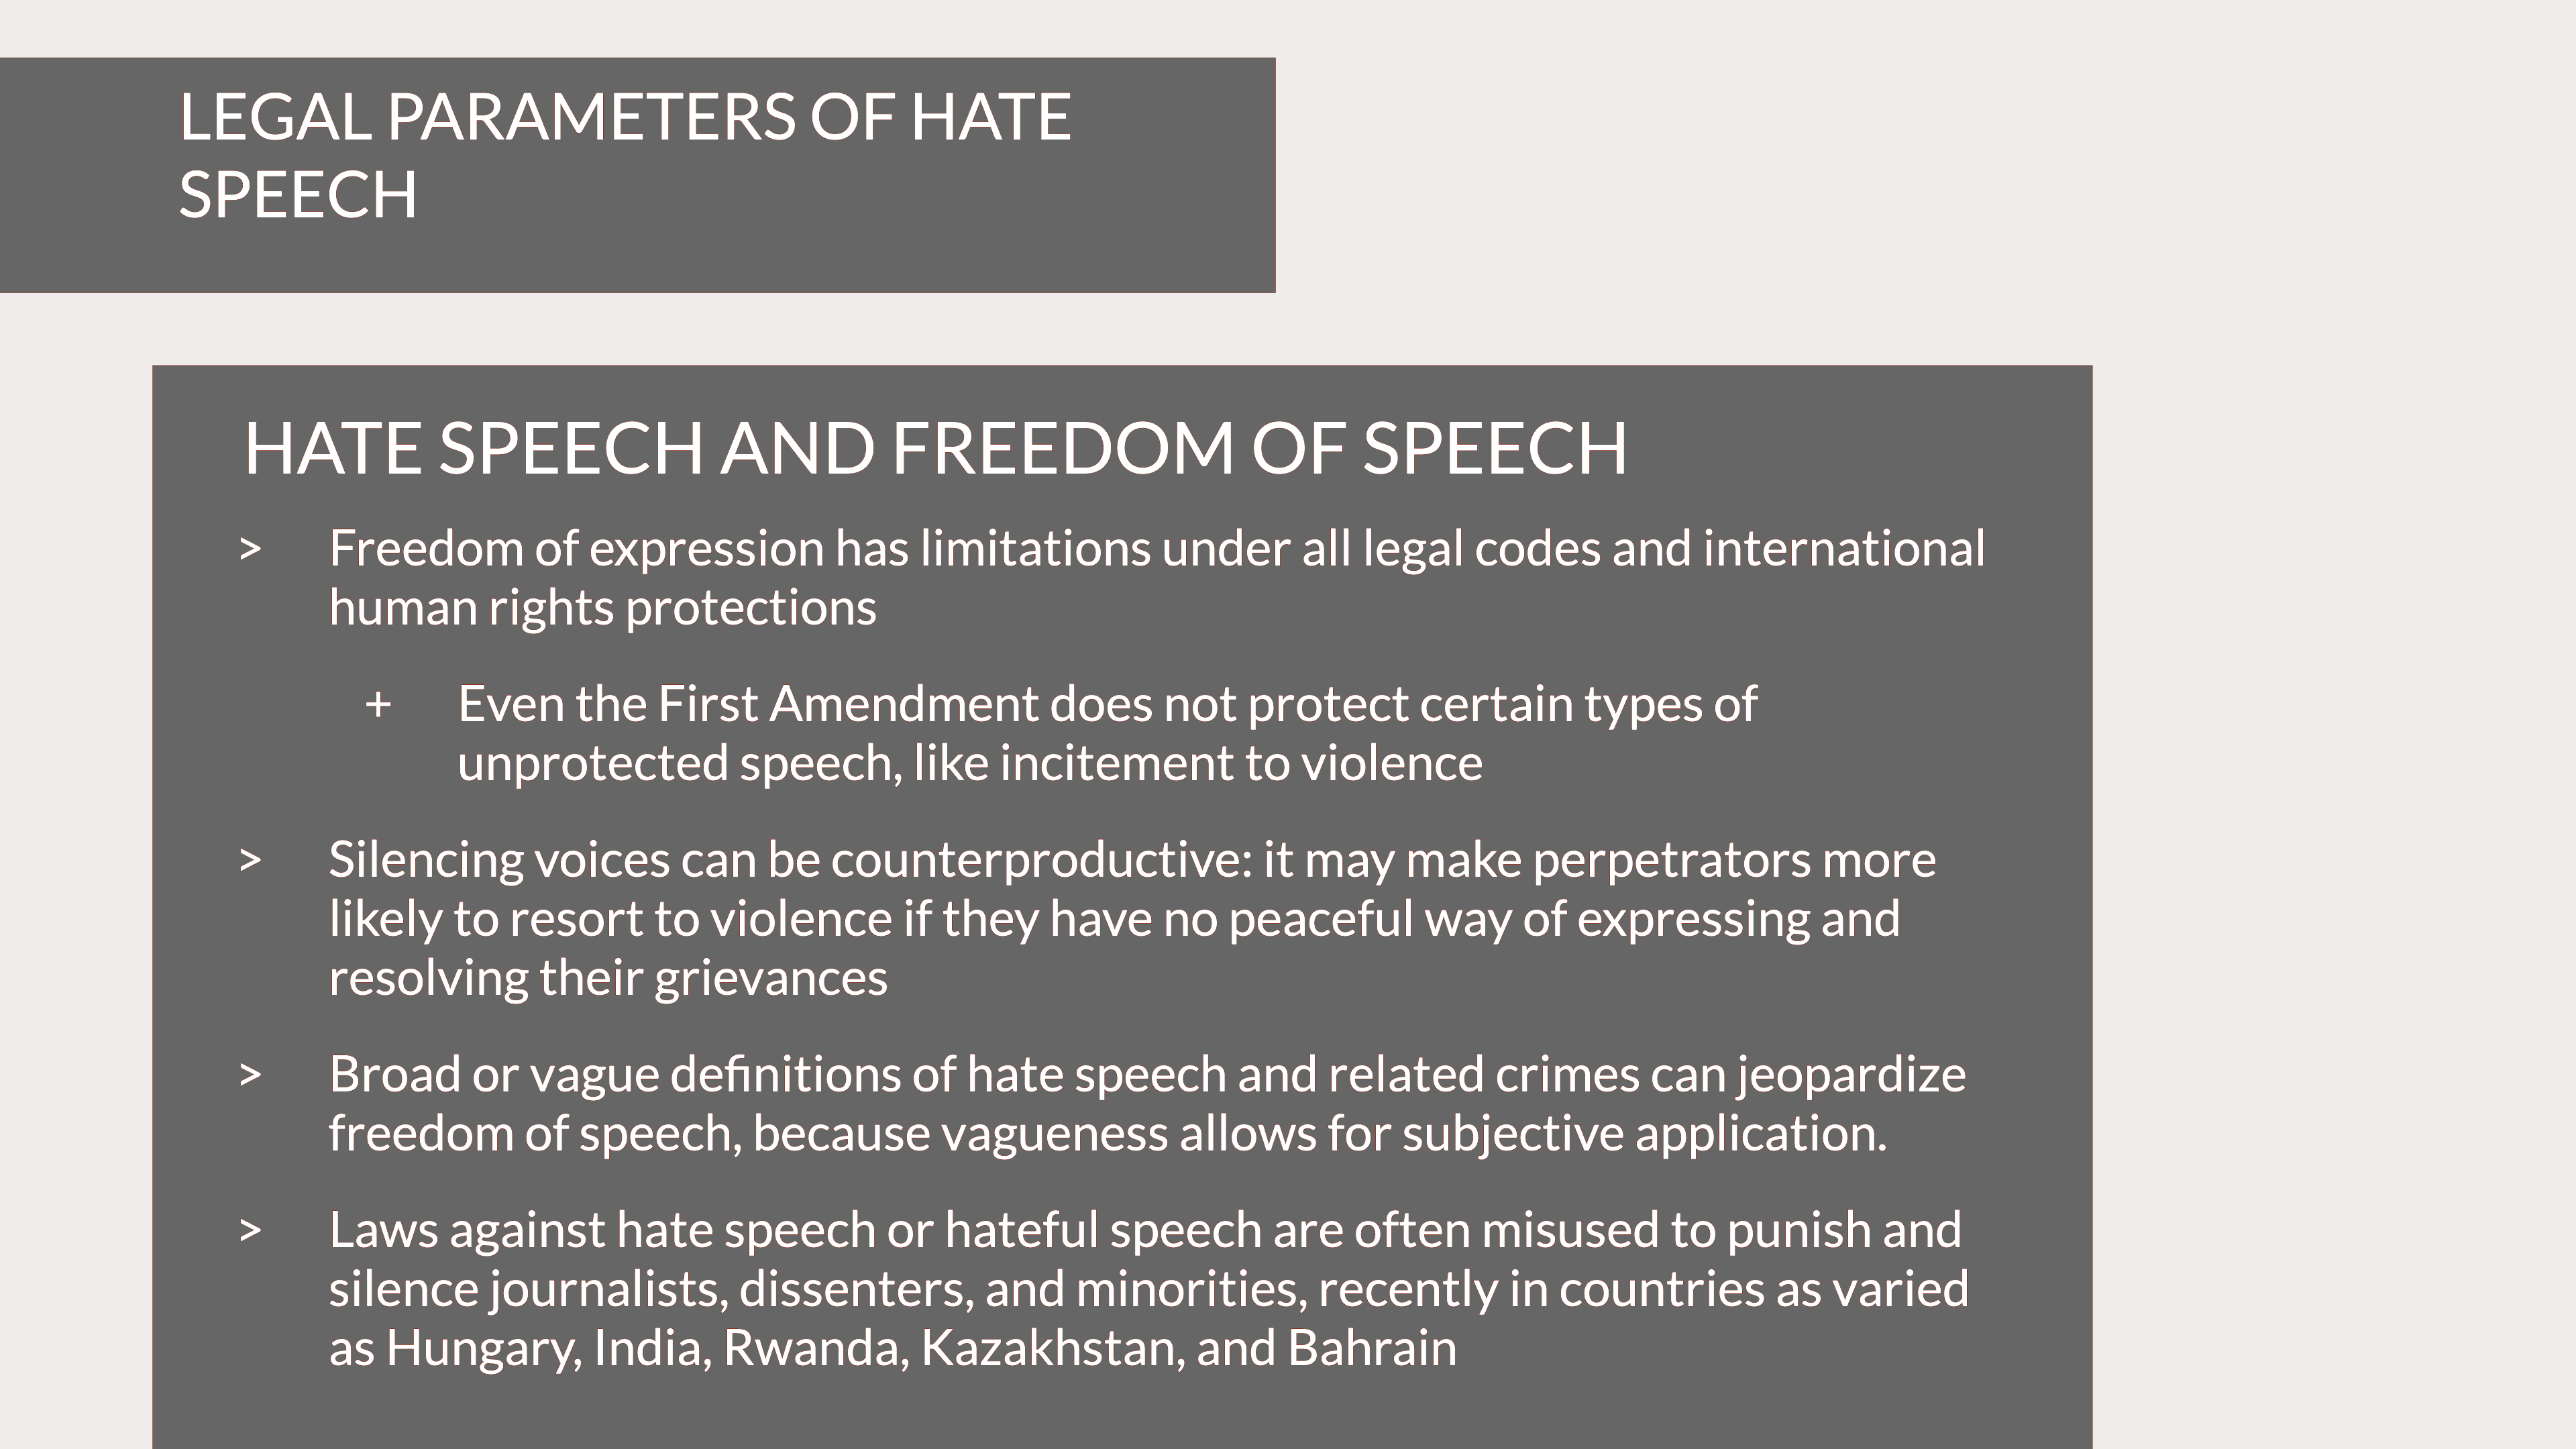 LEGAL PARAMETERS OF HATE
SPEECH
HATE SPEECH AND FREEDOM OF SPEECH
> Freedom of expression has limitations under all legal codes and international
human rights protections
+ Even the First Amendment does not protect certain types of
unprotected speech, like incitement to violence
> Silencing voices can be counterproductive: it may make perpetrators more
likely to resort to violence if they have no peaceful way of expressing and
resolving their grievances
> Broad or vague definitions of hate speech and related crimes can jeopardize
freedom of speech, because vagueness allows for subjective application.
> Laws against hate speech or hateful speech are often misused to punish and
silence journalists, dissenters, and minorities, recently in countries as varied
as Hungary, India, Rwanda, Kazakhstan, and Bahrain